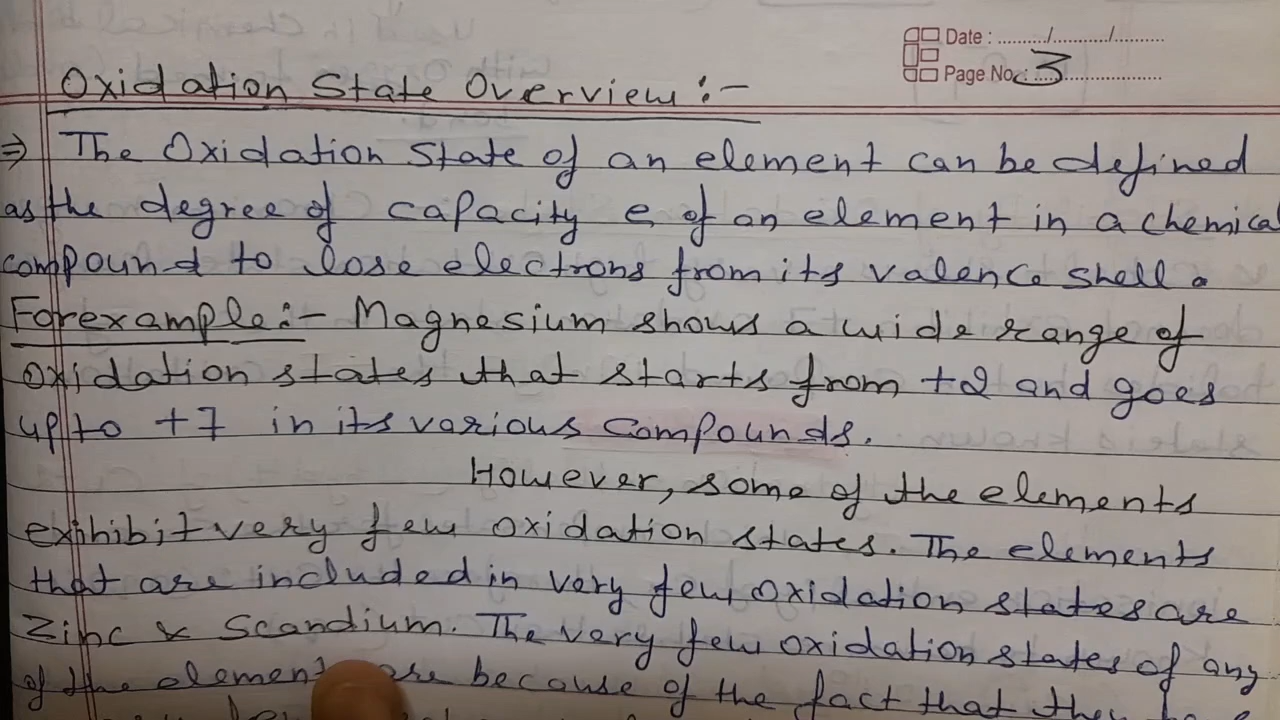 Date : ........../........../.........
Page No.: 3
Oxidation State Overview :-
⇒ The Oxidation State of an element can be defined
as the degree of capacity e of an element in a chemical
compound to lose electrons from its valence shell.
For example :- Magnesium shows a wide range of
oxidation states that starts from +2 and goes
up to +7 in its various compounds.
However, some of the elements
exhibit very few oxidation states. The elements
that are included in very few oxidation states are
Zinc & Scandium. The very few oxidation states of any
of the element are because of the fact that they